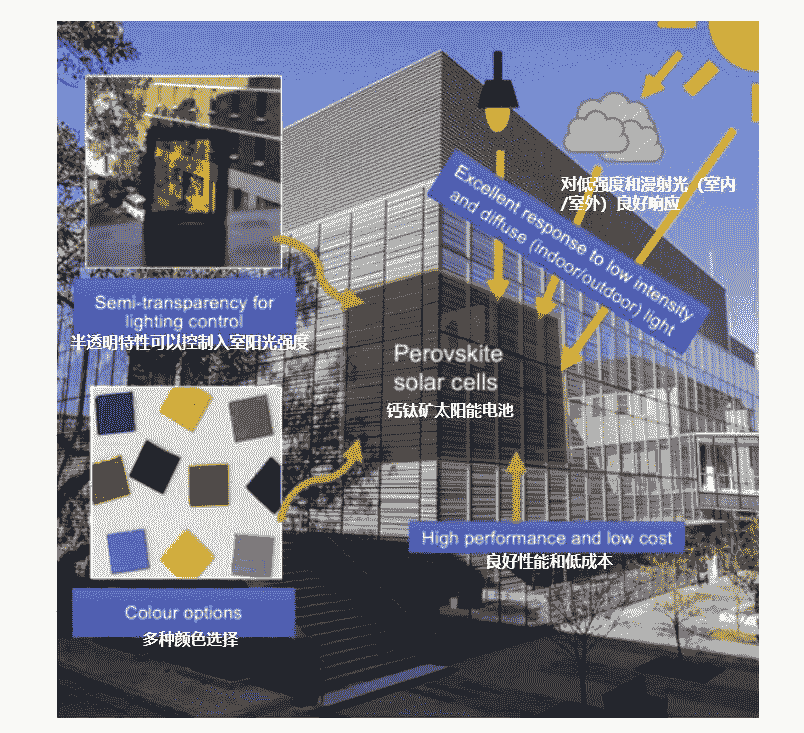 对低强度和漫射光（室内
/室外）良好响应
Excellent response to low intensity
and diffuse (indoor/outdoor) light
Semi-transparency for
lighting control
半透明特性可以控制入室阳光强度
Perovskite
solar cells
钙钛矿太阳能电池
High performance and low cost
良好性能和低成本
Colour options
多种颜色选择